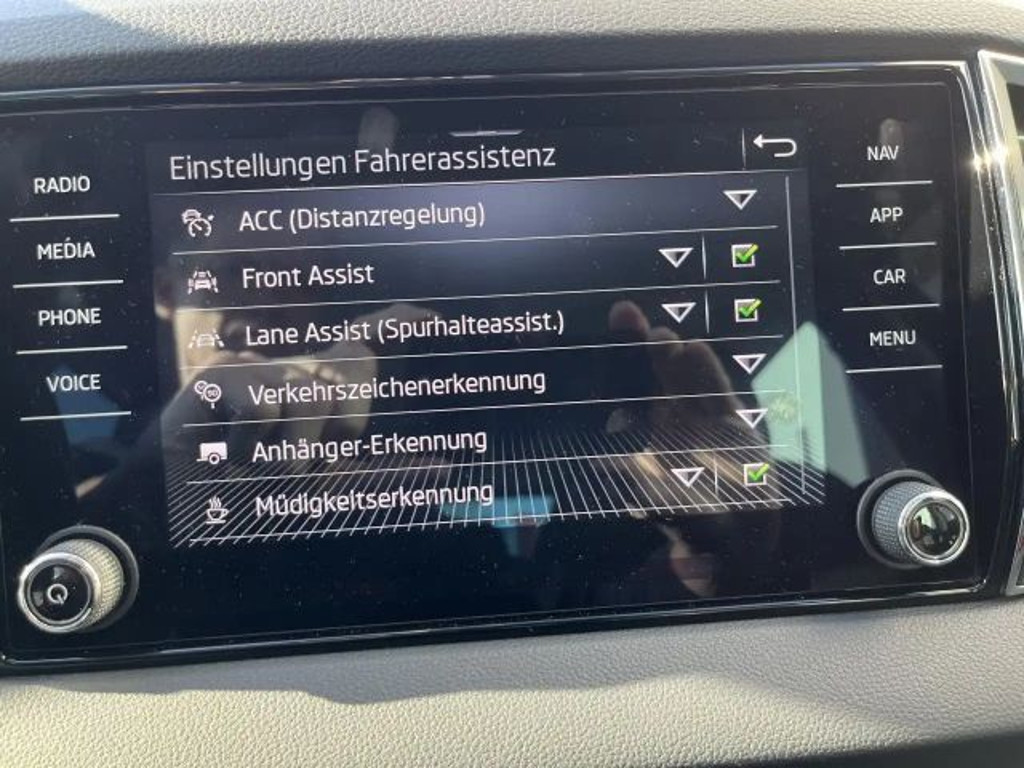 Einstellungen Fahrerassistenz
RADIO
MEDIA
PHONE
VOICE
ACC (Distanzregelung)
Front Assist
Lane Assist (Spurhalteassist.)
Verkehrszeichenerkennung
Anhänger-Erkennung
Müdigkeitserkennung
NAV
APP
CAR
MENU